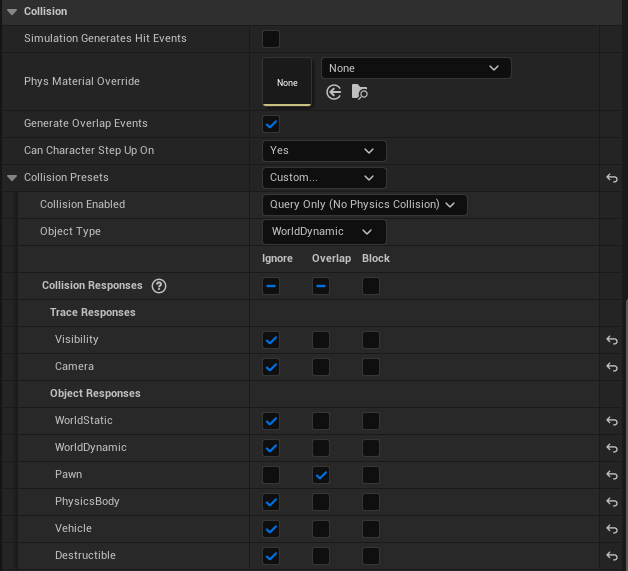 Collision
Simulation Generates Hit Events
Phys Material Override None None
Generate Overlap Events
Can Character Step Up On Yes
Collision Presets Custom...
Collision Enabled Query Only (No Physics Collision)
Object Type WorldDynamic
Ignore Overlap Block
Collision Responses ?
Trace Responses
Visibility
Camera
Object Responses
WorldStatic
WorldDynamic
Pawn
PhysicsBody
Vehicle
Destructible